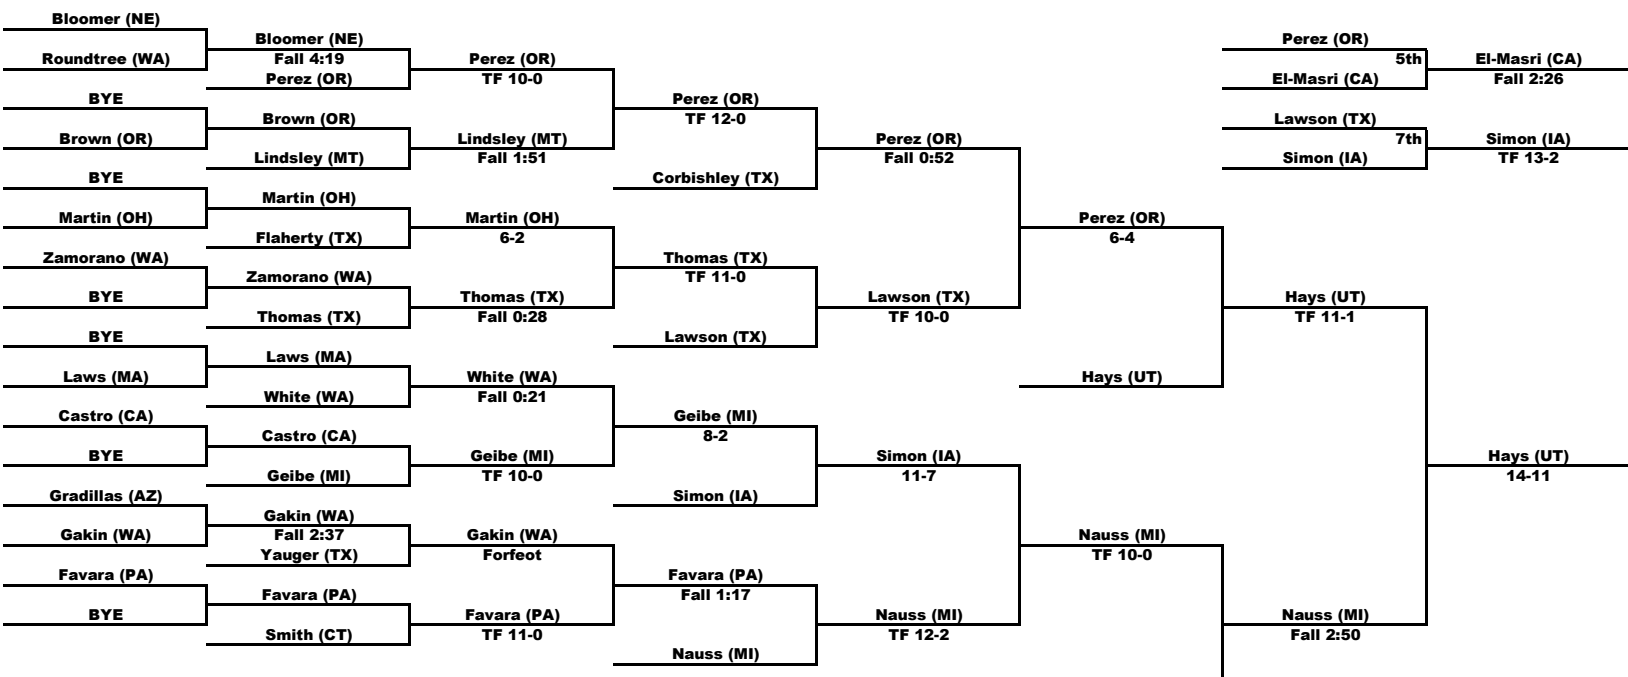 Bloomer (NE)
Roundtree (WA)
BYE
Brown (OR)
BYE
Martin (OH)
Zamorano (WA)
BYE
BYE
Laws (MA)
Castro (CA)
BYE
Gradillas (AZ)
Gakin (WA)
Favara (PA)
BYE
Bloomer (NE)
Fall 4:19
Perez (OR)
Brown (OR)
Lindsley (MT)
Martin (OH)
Flaherty (TX)
Zamorano (WA)
Thomas (TX)
Laws (MA)
White (WA)
Castro (CA)
Geibe (MI)
Gakin (WA)
Fall 2:37
Yauger (TX)
Favara (PA)
Smith (CT)
Perez (OR)
TF 10-0
Lindsley (MT)
Fall 1:51
Martin (OH)
6-2
Thomas (TX)
Fall 0:28
White (WA)
Fall 0:21
Geibe (MI)
TF 10-0
Gakin (WA)
Forfeot
Favara (PA)
TF 11-0
Perez (OR)
TF 12-0
Corbishley (TX)
Thomas (TX)
TF 11-0
Lawson (TX)
Geibe (MI)
8-2
Simon (IA)
Favara (PA)
Fall 1:17
Nauss (MI)
Perez (OR)
Fall 0:52
Lawson (TX)
TF 10-0
Simon (IA)
11-7
Nauss (MI)
TF 12-2
Perez (OR)
6-4
Hays (UT)
Nauss (MI)
TF 10-0
Hays (UT)
TF 11-1
Nauss (MI)
Fall 2:50
Hays (UT)
14-11
Perez (OR)
5th
El-Masri (CA)
El-Masri (CA)
Fall 2:26
Lawson (TX)
7th
Simon (IA)
Simon (IA)
TF 13-2